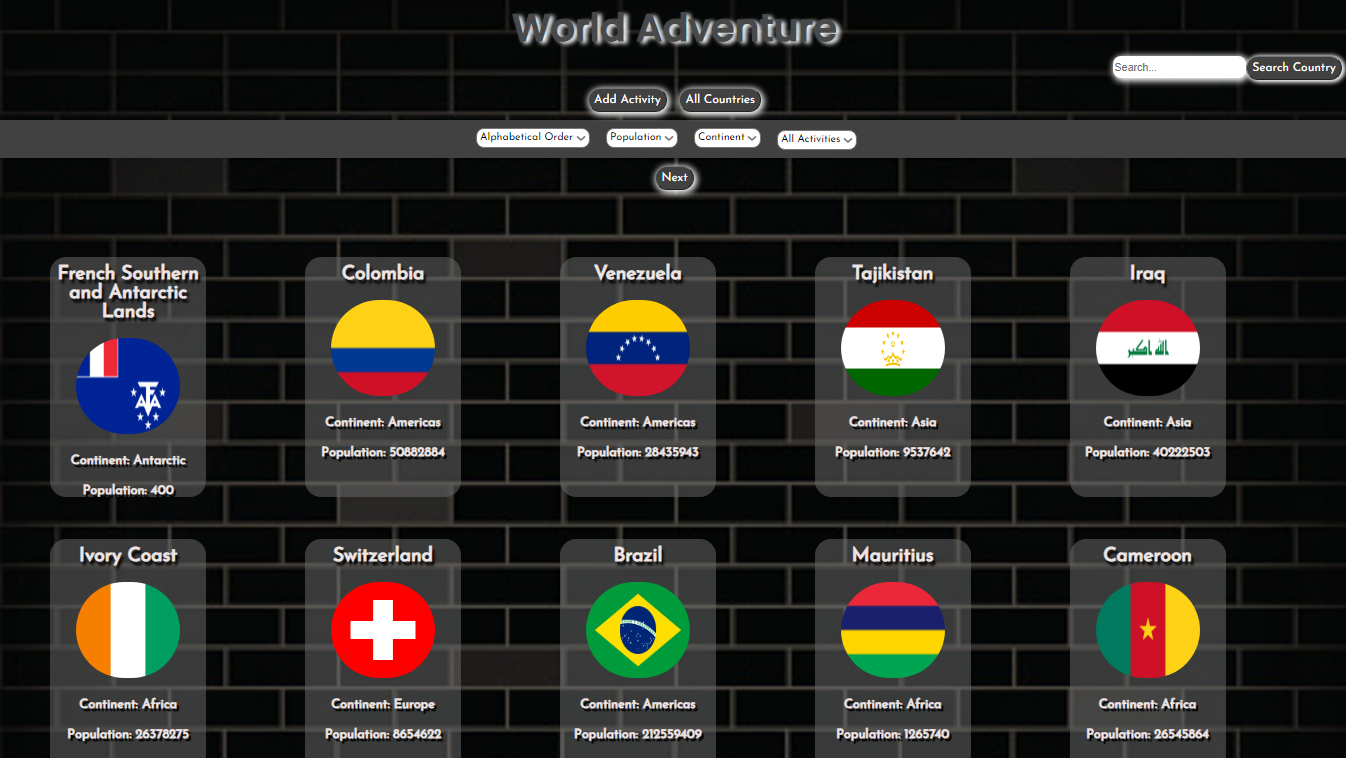 World Adventure
Search...
Search Country
Add Activity
All Countries
Alphabetical Order
Population
Continent
All Activities
Next
French Southern
and Antarctic
Lands
Continent: Antarctic
Population: 400
Colombia
Continent: Americas
Population: 50882884
Venezuela
Continent: Americas
Population: 28435943
Tajikistan
Continent: Asia
Population: 9537642
Iraq
الله اكبر
Continent: Asia
Population: 40222503
Ivory Coast
Continent: Africa
Population: 26378275
Switzerland
Continent: Europe
Population: 8654622
Brazil
Continent: Americas
Population: 212559409
Mauritius
Continent: Africa
Population: 1265740
Cameroon
Continent: Africa
Population: 26545864